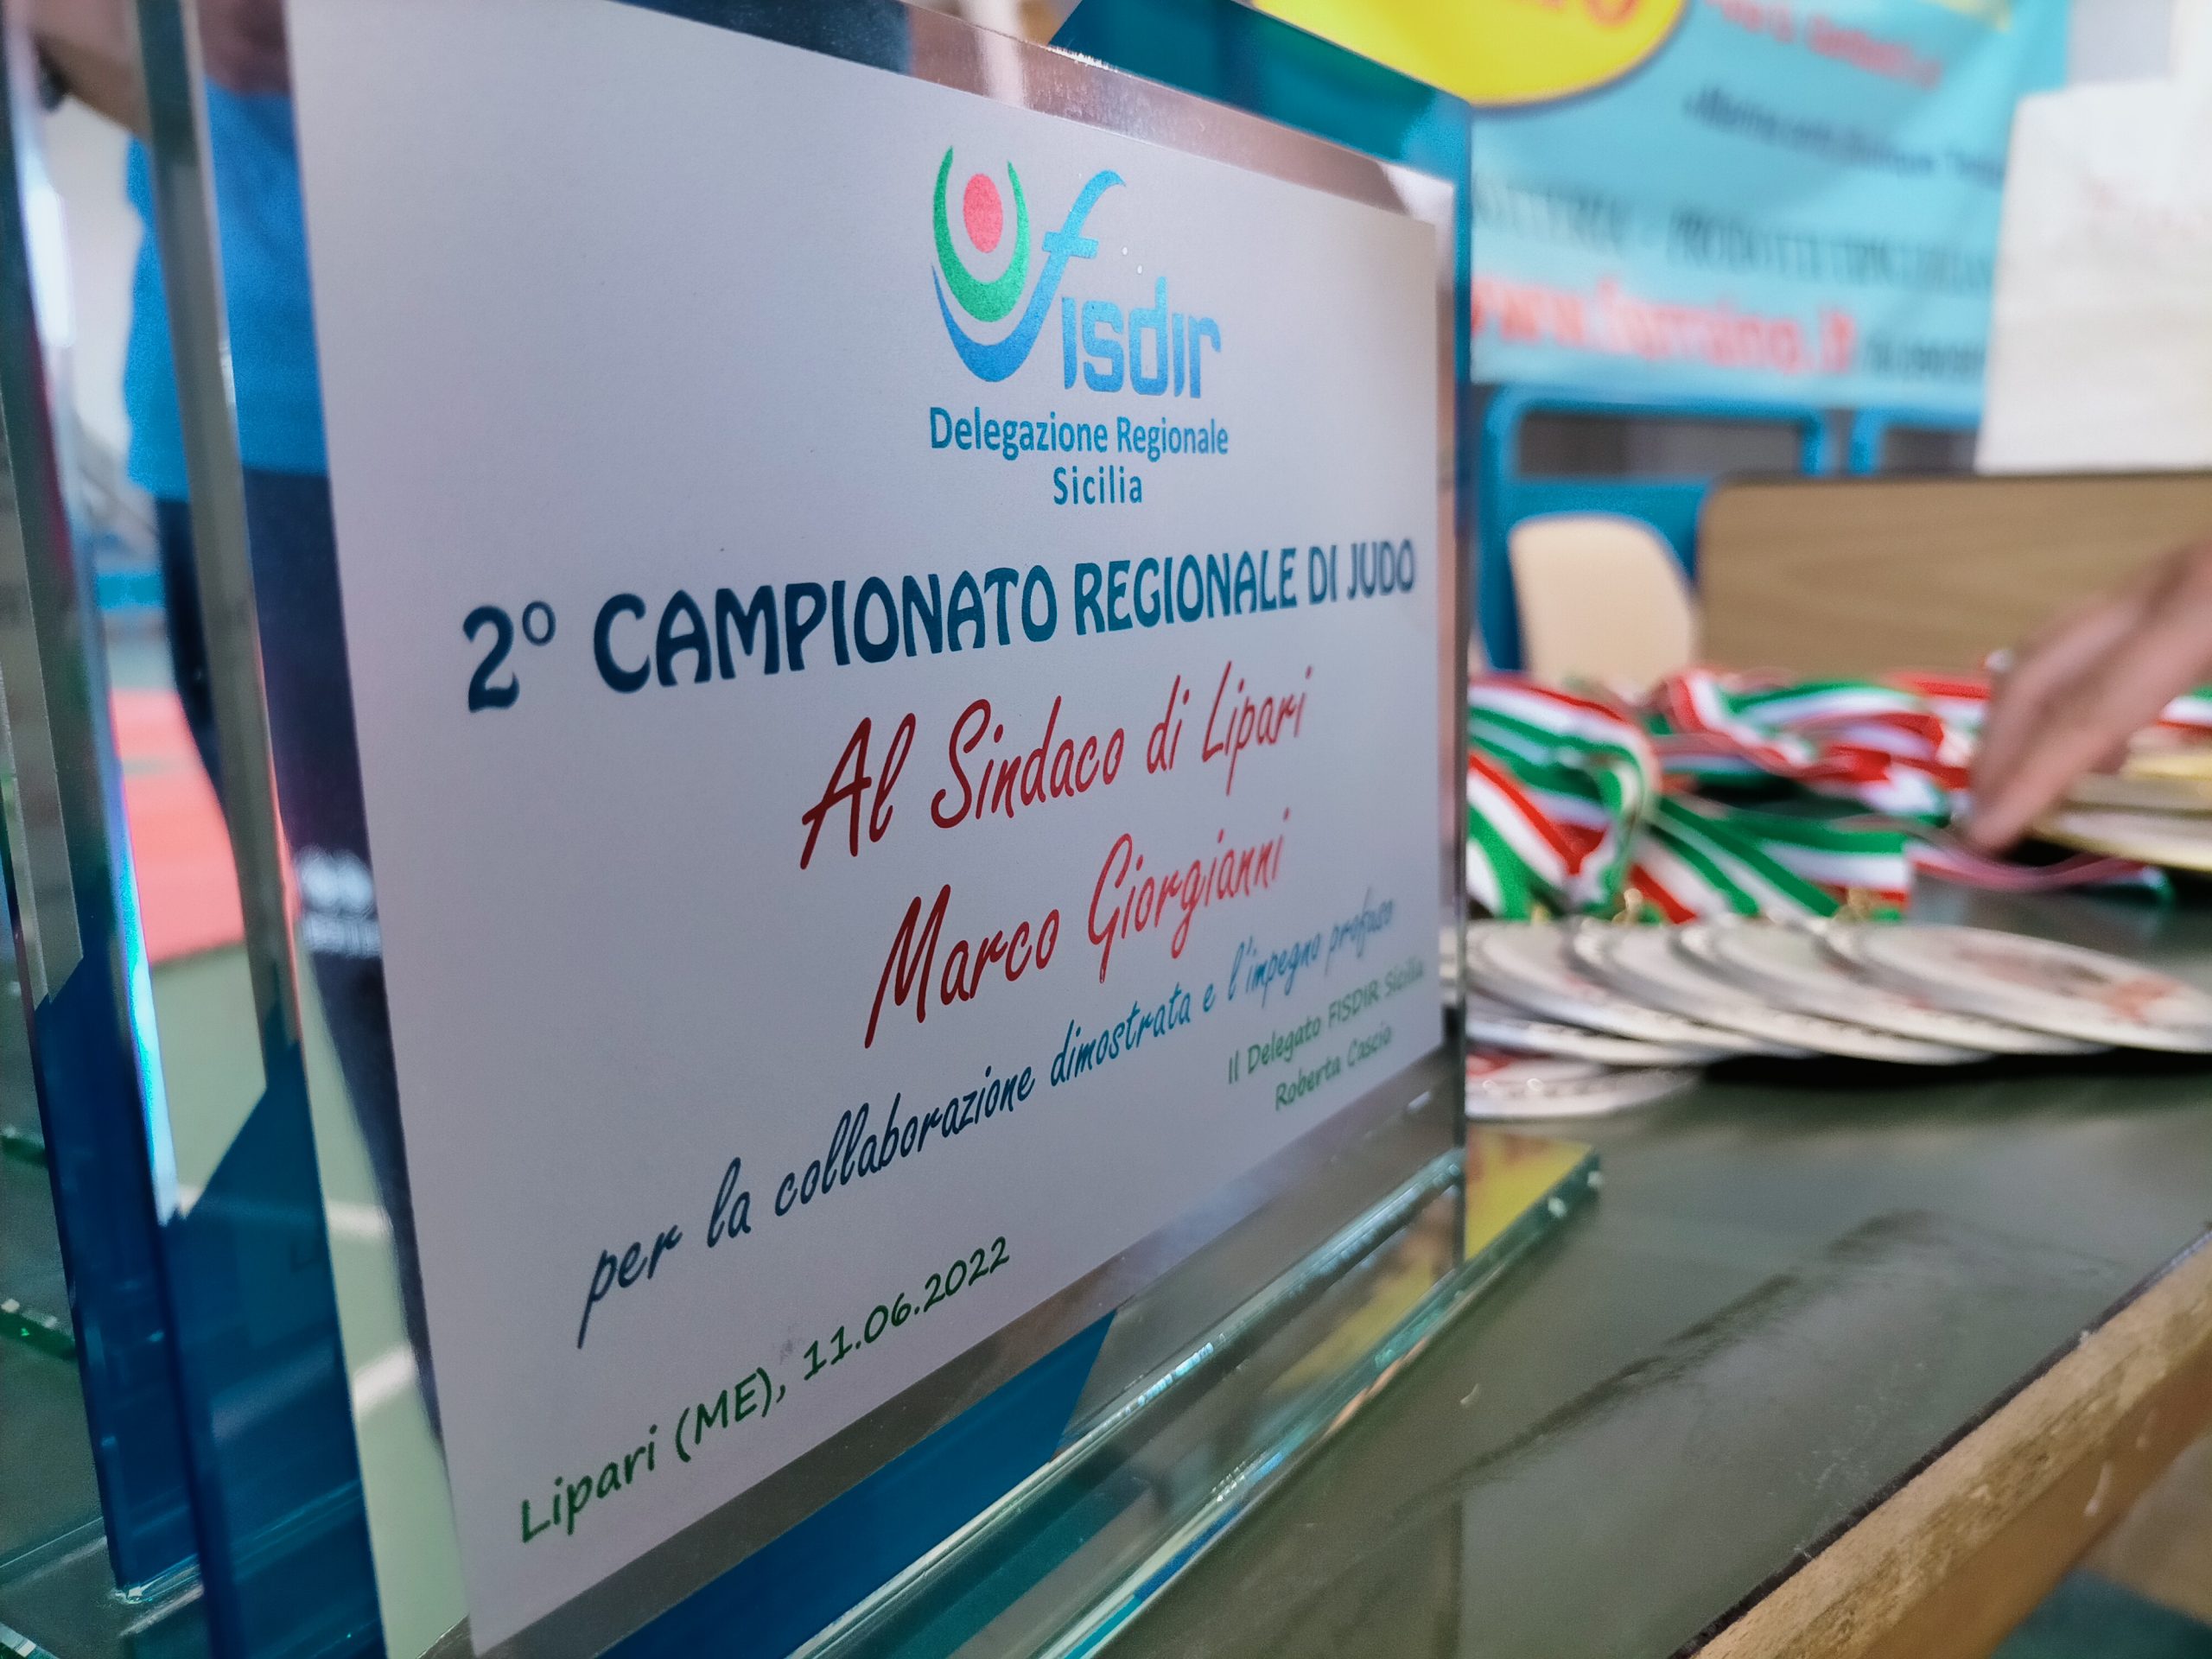 fisdir
Delegazione Regionale
Sicilia
2° CAMPIONATO REGIONALE DI JUDO
Al Sindaco di Lipari
Marco Giorgianni
per la collaborazione dimostrata e l'impegno profuso
Il Delegato FISDIR Sicilia
Roberta Cascio
Lipari (ME), 11.06.2022